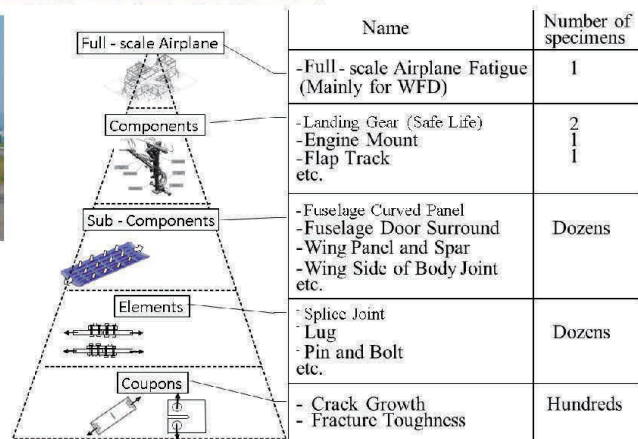 Full - scale Airplane
Components
Sub - Components
Elements
Coupons
Name
Number of
specimens
-Full - scale Airplane Fatigue
(Mainly for WFD)
1
-Landing Gear (Safe Life)
2
-Engine Mount
1
-Flap Track
1
etc.
-Fuselage Curved Panel
-Fuselage Door Surround
-Wing Panel and Spar
-Wing Side of Body Joint
etc.
Dozens
-Splice Joint
-Lug
-Pin and Bolt
etc.
Dozens
- Crack Growth
- Fracture Toughness
Hundreds